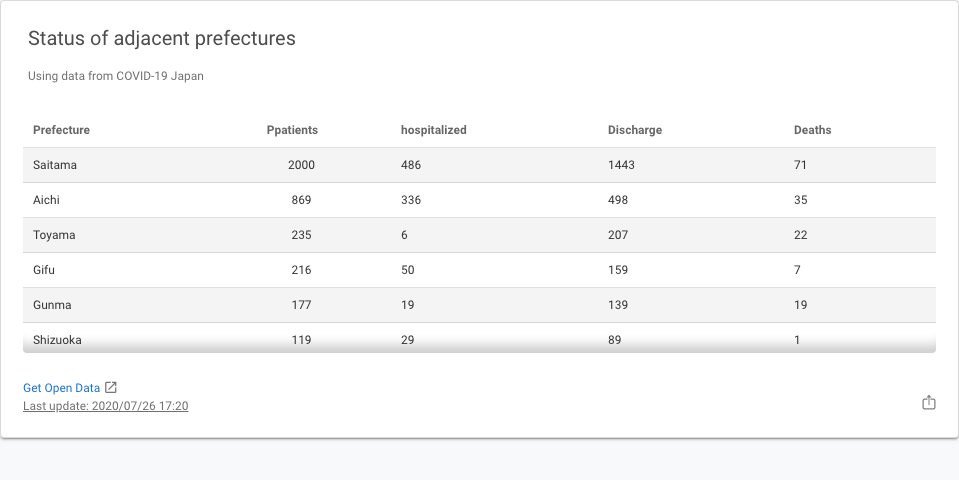 Status of adjacent prefectures
Using data from COVID-19 Japan
Prefecture Ppatients hospitalized Discharge Deaths
Saitama 2000 486 1443 71
Aichi 869 336 498 35
Toyama 235 6 207 22
Gifu 216 50 159 7
Gunma 177 19 139 19
Shizuoka 119 29 89 1
Get Open Data
Last update: 2020/07/26 17:20